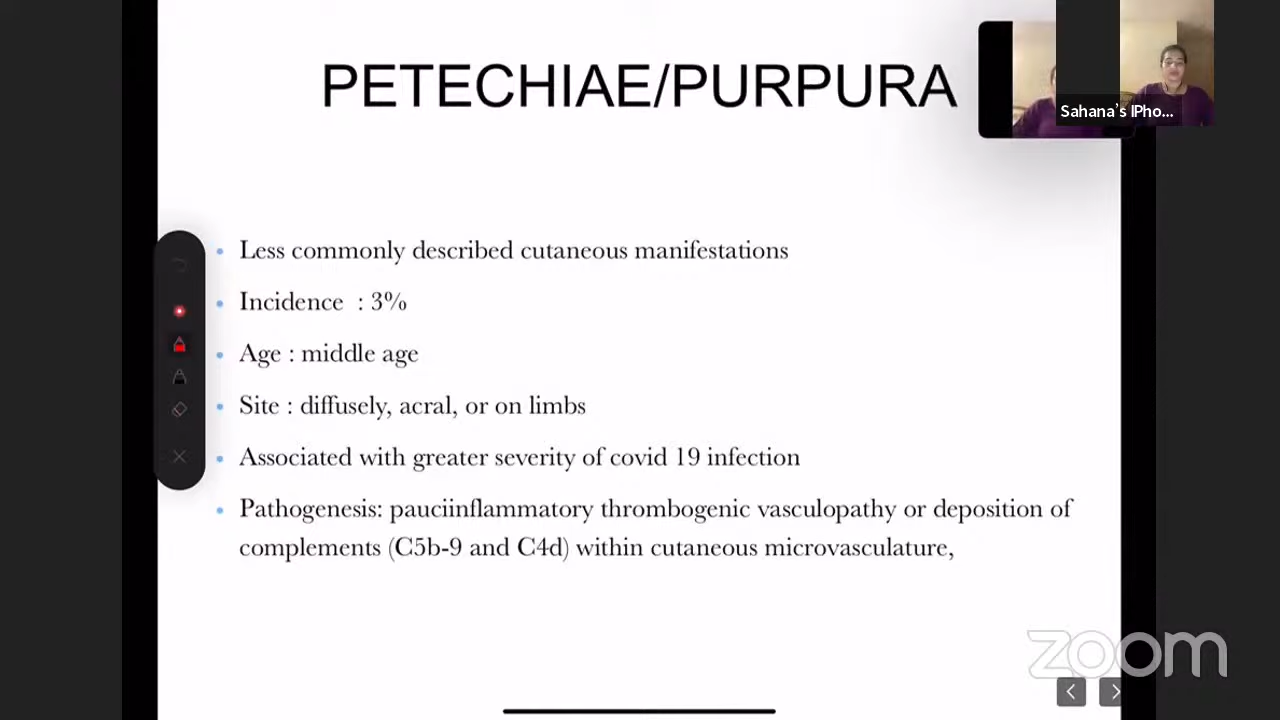 PETECHIAE/PURPURA
Sahana's IPho...
Less commonly described cutaneous manifestations
Incidence : 3%
Age : middle age
Site : diffusely, acral, or on limbs
Associated with greater severity of covid 19 infection
Pathogenesis: pauciinflammatory thrombogenic vasculopathy or deposition of
complements (C5b-9 and C4d) within cutaneous microvasculature,
zoom